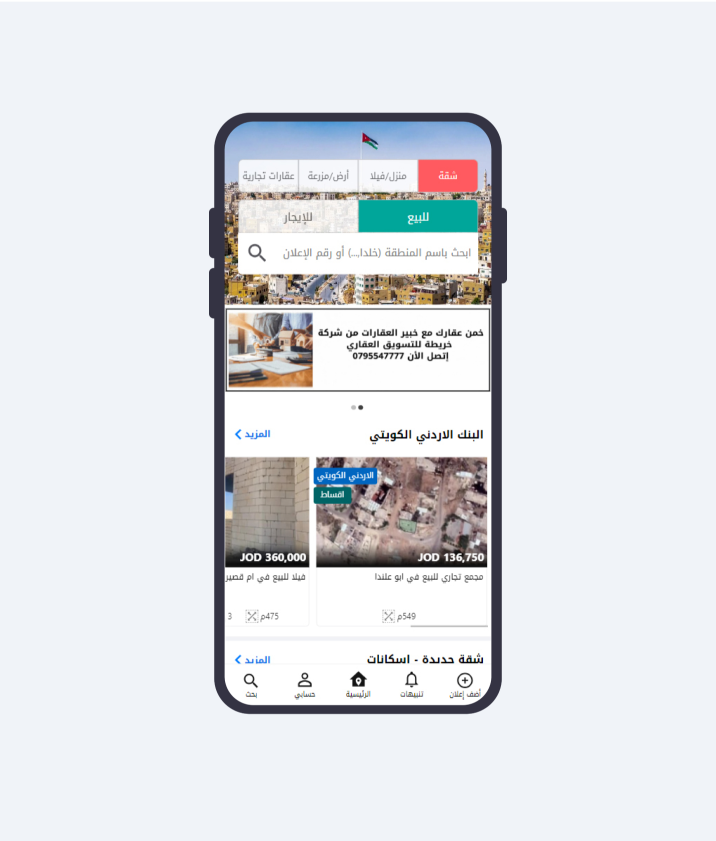 شقة
منزل/فيلا
أرض/مزرعة
عقارات تجارية
للبيع
للإيجار
ابحث باسم المنطقة (خلدا,...) أو رقم الإعلان
خمن عقارك مع خبير العقارات من شركة
خريطة للتسويق العقاري
إتصل الأن 0795547777
البنك الاردني الكويتي
المزيد
الاردني الكويتي
اقساط
JOD 136,750
مجمع تجاري للبيع في ابو علندا
549م
JOD 360,000
فيلا للبيع في ام قصير
475م
3
شقة جديدة - اسكانات
المزيد
أضف إعلان
تنبيهات
الرئيسية
حسابي
بحث